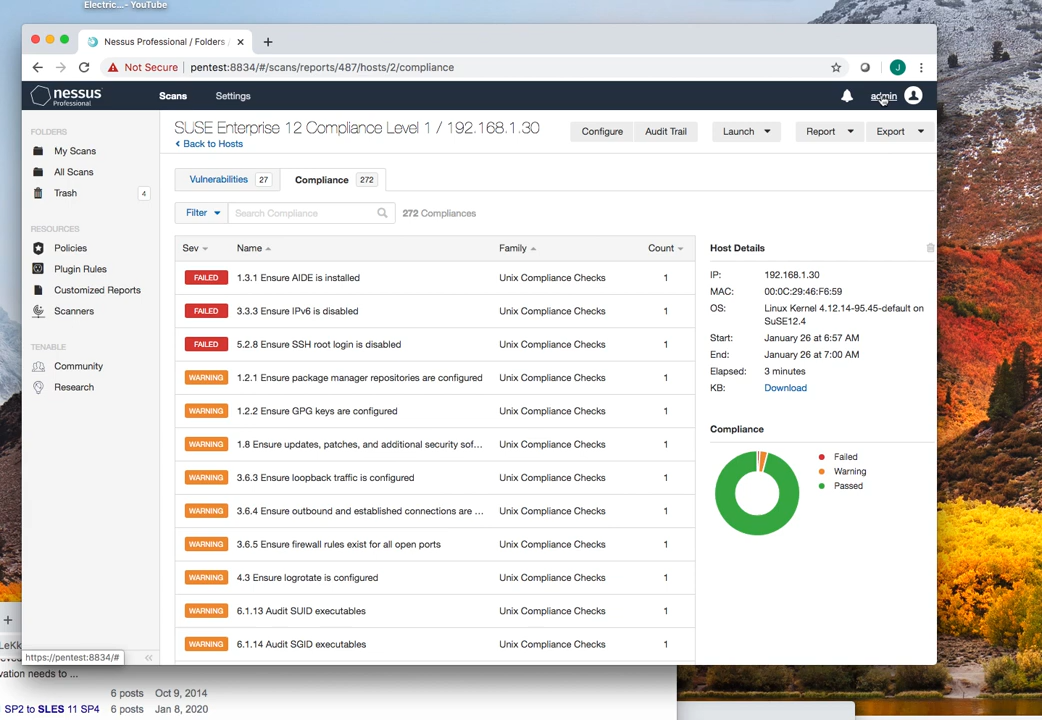 Electric...- YouTube
Nessus Professional / Folders /
Not Secure pentest:8834/#/scans/reports/487/hosts/2/compliance
J
nessus Professional
Scans Settings admin
FOLDERS
My Scans
All Scans
Trash 4
RESOURCES
Policies
Plugin Rules
Customized Reports
Scanners
TENABLE
Community
Research
SUSE Enterprise 12 Compliance Level 1 / 192.168.1.30
Back to Hosts
Configure Audit Trail Launch Report Export
Vulnerabilities 27 Compliance 272
Filter Search Compliance 272 Compliances
Sev Name Family Count
FAILED 1.3.1 Ensure AIDE is installed Unix Compliance Checks 1
FAILED 3.3.3 Ensure IPv6 is disabled Unix Compliance Checks 1
FAILED 5.2.8 Ensure SSH root login is disabled Unix Compliance Checks 1
WARNING 1.2.1 Ensure package manager repositories are configured Unix Compliance Checks 1
WARNING 1.2.2 Ensure GPG keys are configured Unix Compliance Checks 1
WARNING 1.8 Ensure updates, patches, and additional security sof... Unix Compliance Checks 1
WARNING 3.6.3 Ensure loopback traffic is configured Unix Compliance Checks 1
WARNING 3.6.4 Ensure outbound and established connections are ... Unix Compliance Checks 1
WARNING 3.6.5 Ensure firewall rules exist for all open ports Unix Compliance Checks 1
WARNING 4.3 Ensure logrotate is configured Unix Compliance Checks 1
WARNING 6.1.13 Audit SUID executables Unix Compliance Checks 1
WARNING 6.1.14 Audit SGID executables Unix Compliance Checks 1
Host Details
IP: 192.168.1.30
MAC: 00:0C:29:46:F6:59
OS: Linux Kernel 4.12.14-95.45-default on
SuSE12.4
Start: January 26 at 6:57 AM
End: January 26 at 7:00 AM
Elapsed: 3 minutes
KB: Download
Compliance
Failed
Warning
Passed
https://pentest:8834/#
vation needs to ...
6 posts Oct 9, 2014
SP2 to SLES 11 SP4 6 posts Jan 8, 2020